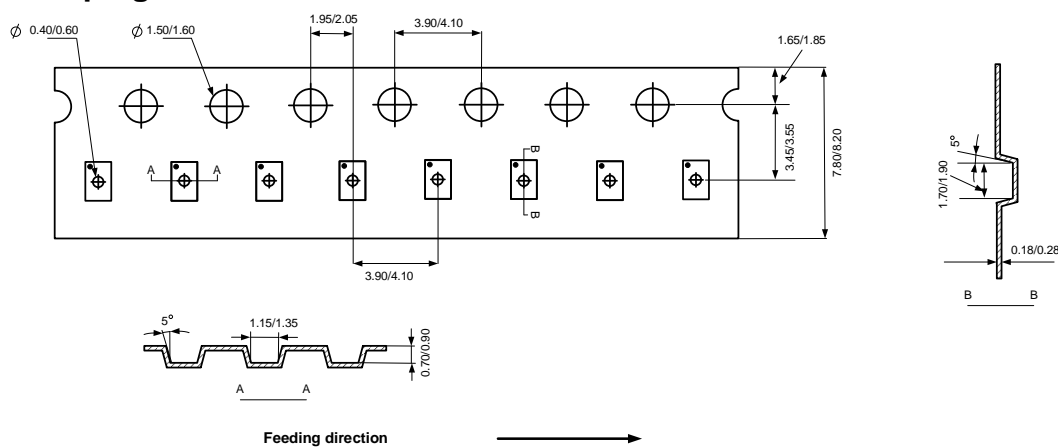 1.95/2.05
3.90/4.10
∅ 0.40/0.60
∅ 1.50/1.60
1.65/1.85
3.45/3.55
7.80/8.20
A A
B
B
3.90/4.10
5°
1.70/1.90
0.18/0.28
B B
5°
1.15/1.35
0.70/0.90
A A
Feeding direction